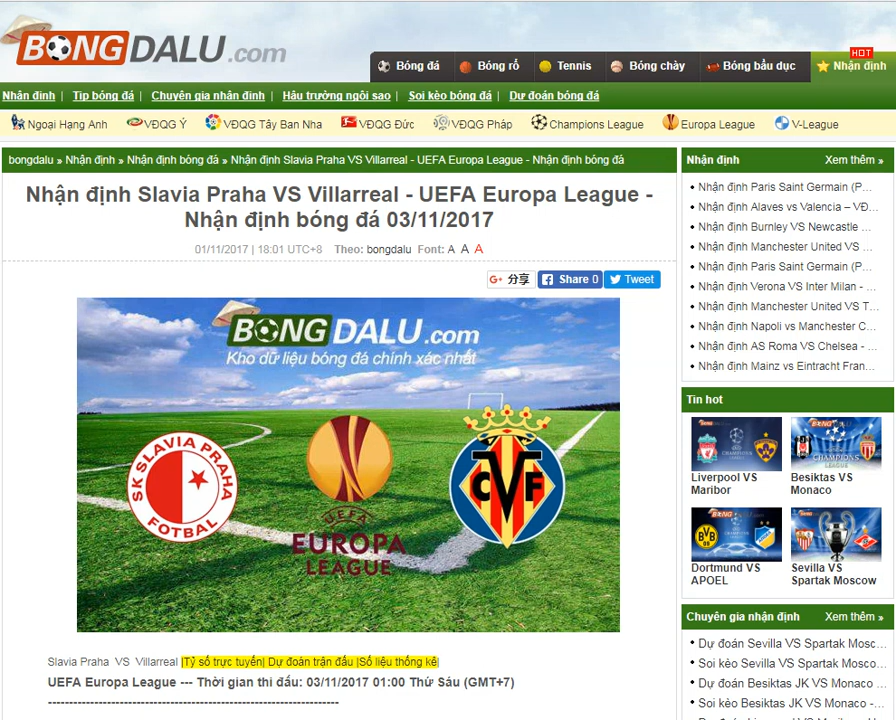 BONGDALU.com
Bóng đá Bóng rổ Tennis Bóng chày Bóng bầu dục HOT Nhận định
Nhận định | Tip bóng đá | Chuyên gia nhận định | Hậu trường ngôi sao | Soi kèo bóng đá | Dự đoán bóng đá
Ngoại Hạng Anh VĐQG Ý VĐQG Tây Ban Nha VĐQG Đức VĐQG Pháp Champions League Europa League V-League
bongdalu » Nhận định » Nhận định bóng đá » Nhận định Slavia Praha VS Villarreal - UEFA Europa League - Nhận định bóng đá
Nhận định Slavia Praha VS Villarreal - UEFA Europa League -
Nhận định bóng đá 03/11/2017
01/11/2017 | 18:01 UTC+8 Theo: bongdalu Font: A A A
G+ 分享 Share 0 Tweet
BONGDALU.com
Kho dữ liệu bóng đá chính xác nhất
SK SLAVIA PRAHA
FOTBAL
UEFA
EUROPA
LEAGUE
CVF
Slavia Praha VS Villarreal |Tỷ số trực tuyến| Dự đoán trận đấu |Số liệu thống kê|
UEFA Europa League --- Thời gian thi đấu: 03/11/2017 01:00 Thứ Sáu (GMT+7)
----------------------------------------------------------------------
Nhận định Xem thêm »
Nhận định Paris Saint Germain (P...
Nhận định Alaves vs Valencia – VĐ...
Nhận định Burnley VS Newcastle ...
Nhận định Manchester United VS ...
Nhận định Paris Saint Germain (P...
Nhận định Verona VS Inter Milan - ...
Nhận định Manchester United VS T...
Nhận định Napoli vs Manchester C...
Nhận định AS Roma VS Chelsea - ...
Nhận định Mainz vs Eintracht Fran...
Tin hot
Liverpool VS
Maribor
Besiktas VS
Monaco
Dortmund VS
APOEL
Sevilla VS
Spartak Moscow
Chuyên gia nhận định Xem thêm »
Dự đoán Sevilla VS Spartak Mosc...
Soi kèo Sevilla VS Spartak Mosco...
Dự đoán Besiktas JK VS Monaco ...
Soi kèo Besiktas JK VS Monaco -...